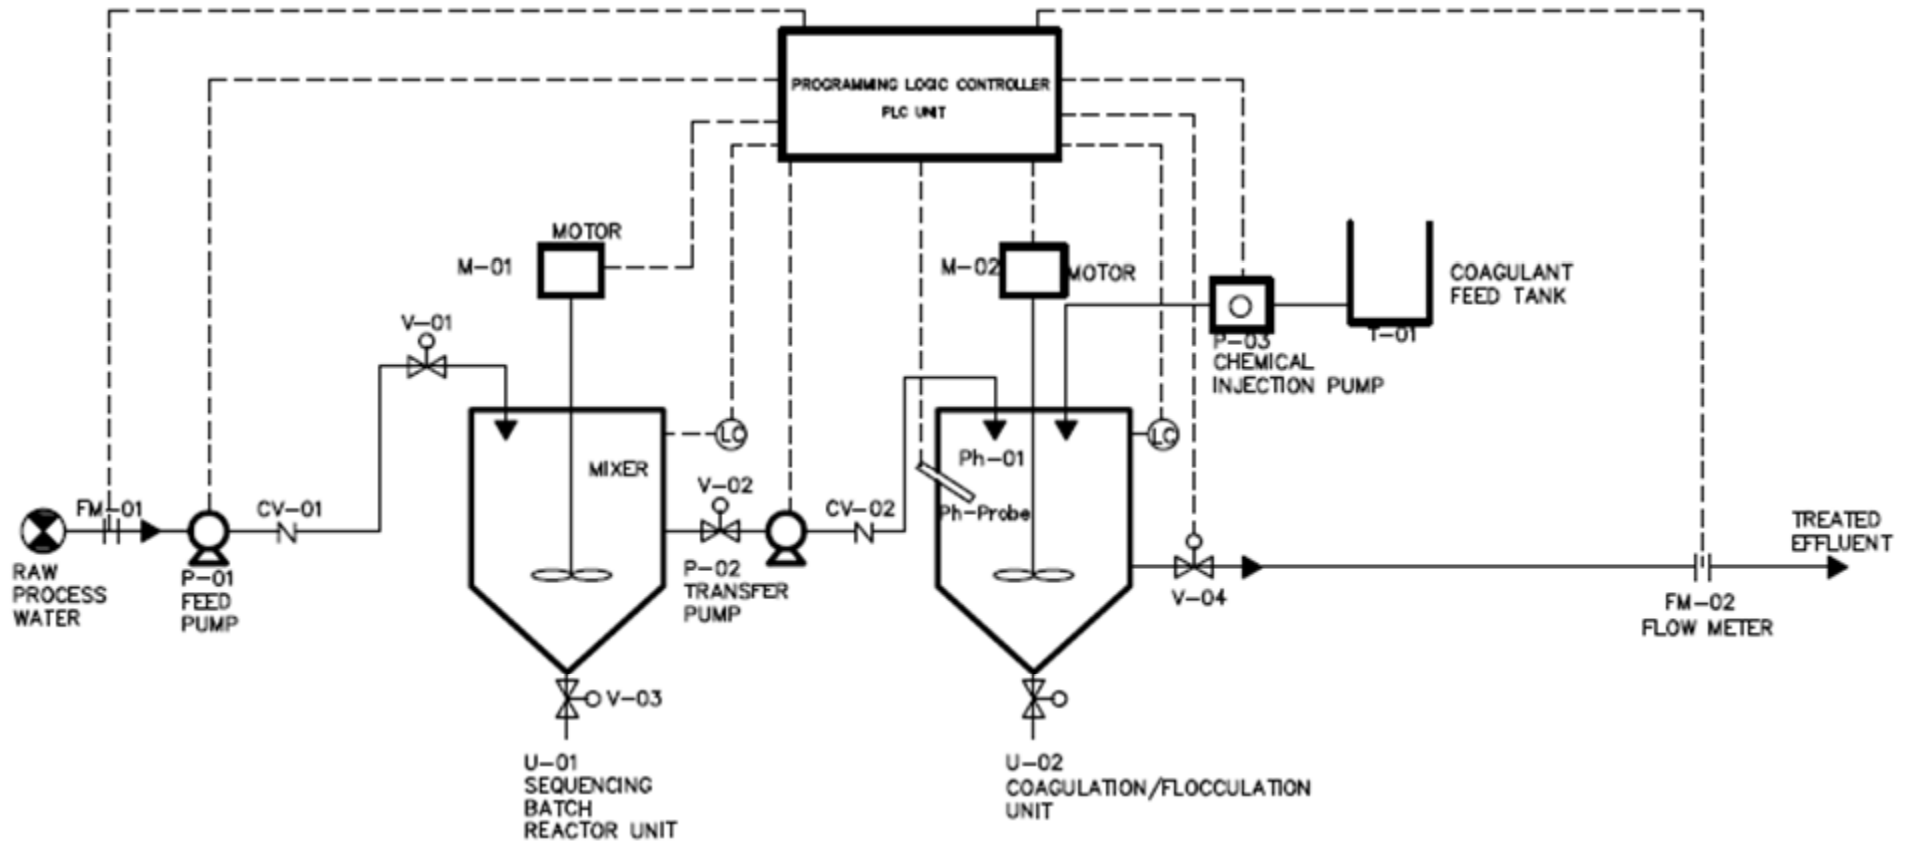 PROGRAMMING LOGIC CONTROLLER
PLC UNIT
MOTOR
M-01
M-02
MOTOR
COAGULANT
FEED TANK
T-01
P-03
CHEMICAL
INJECTION PUMP
V-01
LC
LC
MIXER
Ph-01
Ph-Probe
V-02
CV-02
FM-01
CV-01
RAW
PROCESS
WATER
P-01
FEED
PUMP
P-02
TRANSFER
PUMP
TREATED
EFFLUENT
V-04
FM-02
FLOW METER
V-03
U-01
SEQUENCING
BATCH
REACTOR UNIT
U-02
COAGULATION/FLOCCULATION
UNIT